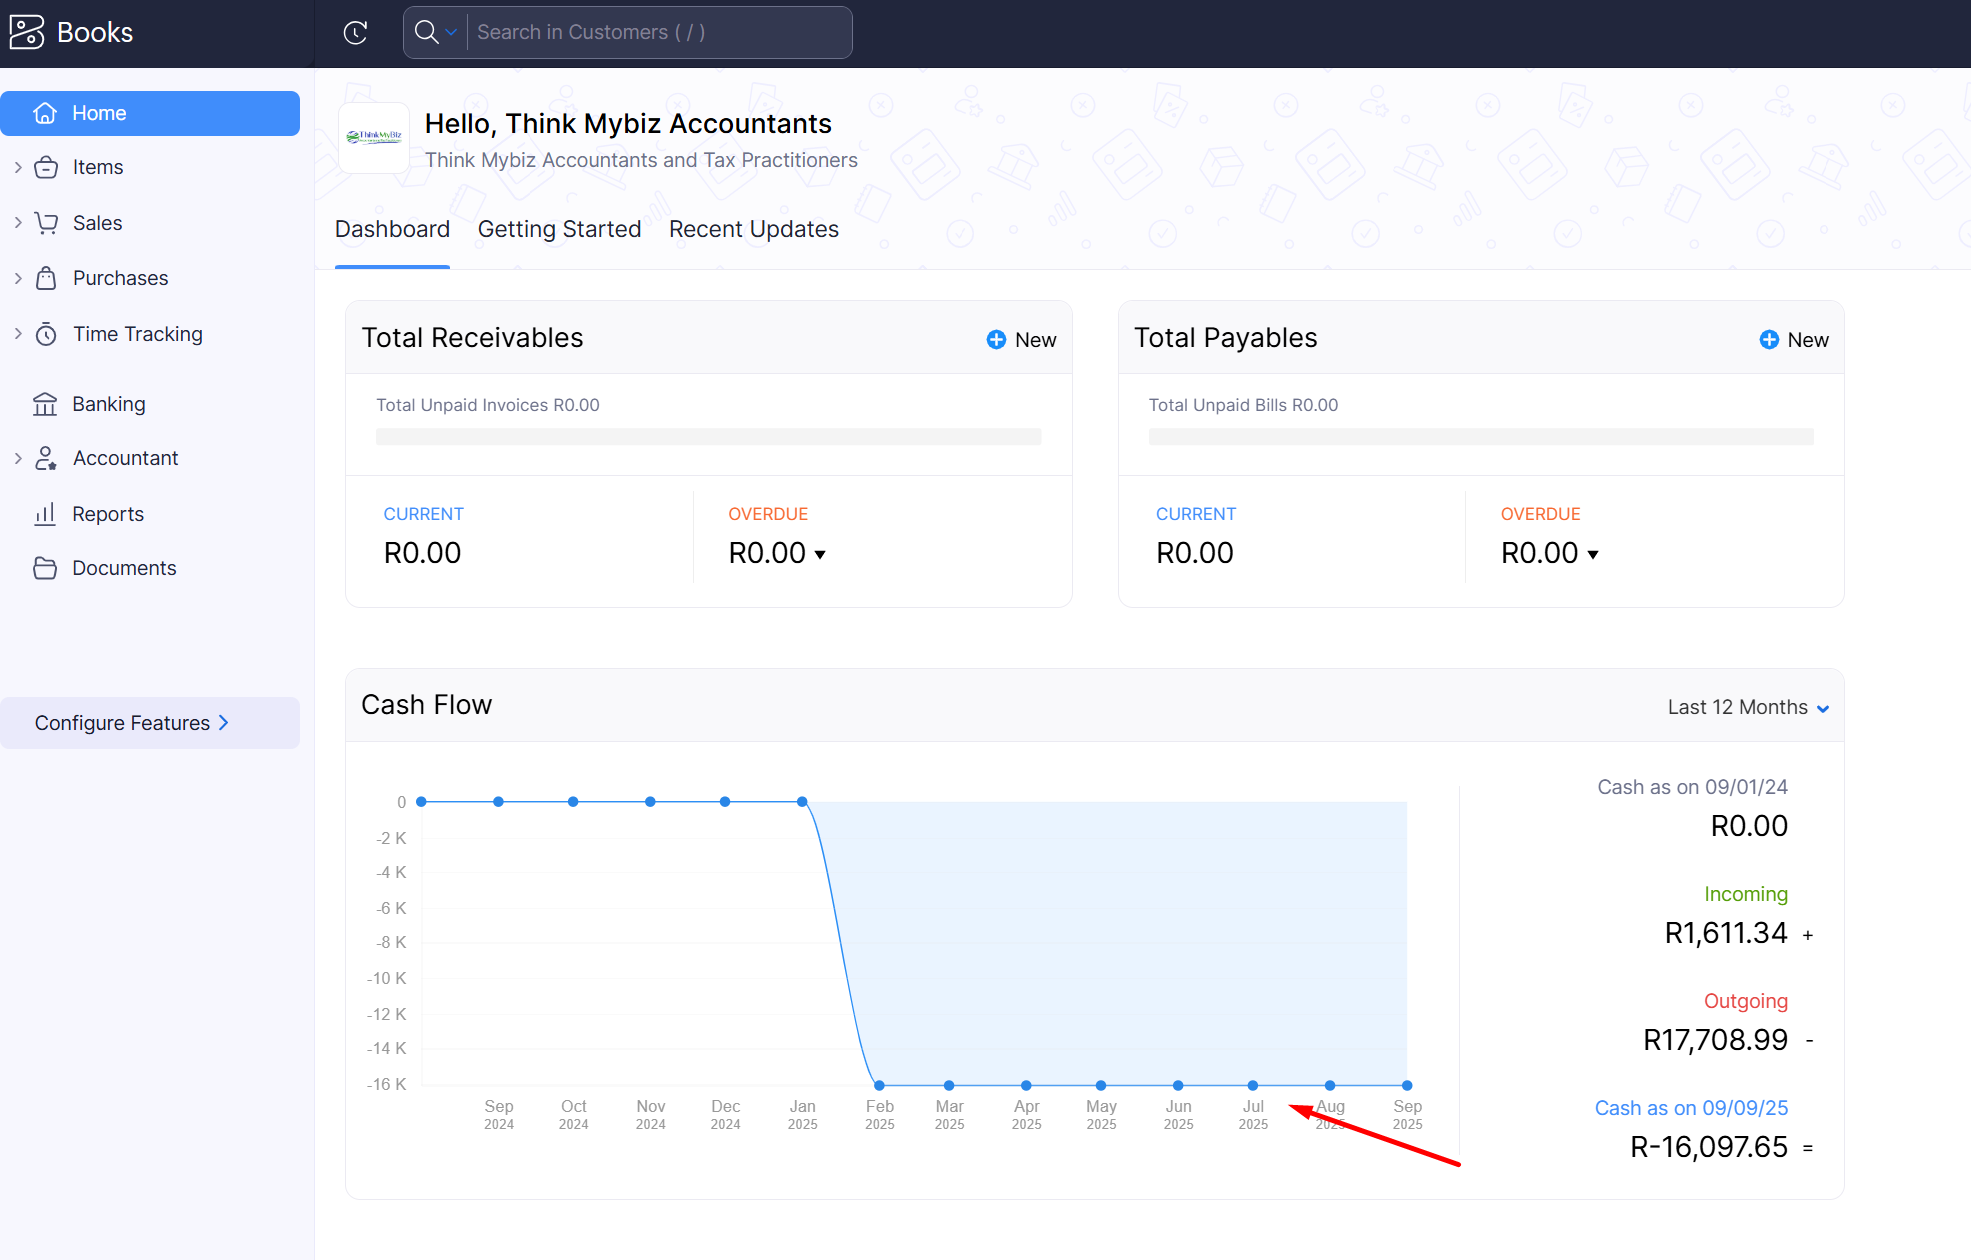 Books
Search in Customers ( / )
Home
Items
Sales
Purchases
Time Tracking
Banking
Accountant
Reports
Documents
Configure Features
ThinkMyBiz
Hello, Think Mybiz Accountants
Think Mybiz Accountants and Tax Practitioners
Dashboard Getting Started Recent Updates
Total Receivables
New
Total Unpaid Invoices R0.00
CURRENT
R0.00
OVERDUE
R0.00
Total Payables
New
Total Unpaid Bills R0.00
CURRENT
R0.00
OVERDUE
R0.00
Cash Flow
Last 12 Months
0
-2 K
-4 K
-6 K
-8 K
-10 K
-12 K
-14 K
-16 K
Sep Oct Nov Dec Jan Feb Mar Apr May Jun Jul Aug Sep
2024 2024 2024 2024 2025 2025 2025 2025 2025 2025 2025 2025 2025
Cash as on 09/01/24
R0.00
Incoming
R1,611.34 +
Outgoing
R17,708.99 -
Cash as on 09/09/25
R-16,097.65 =